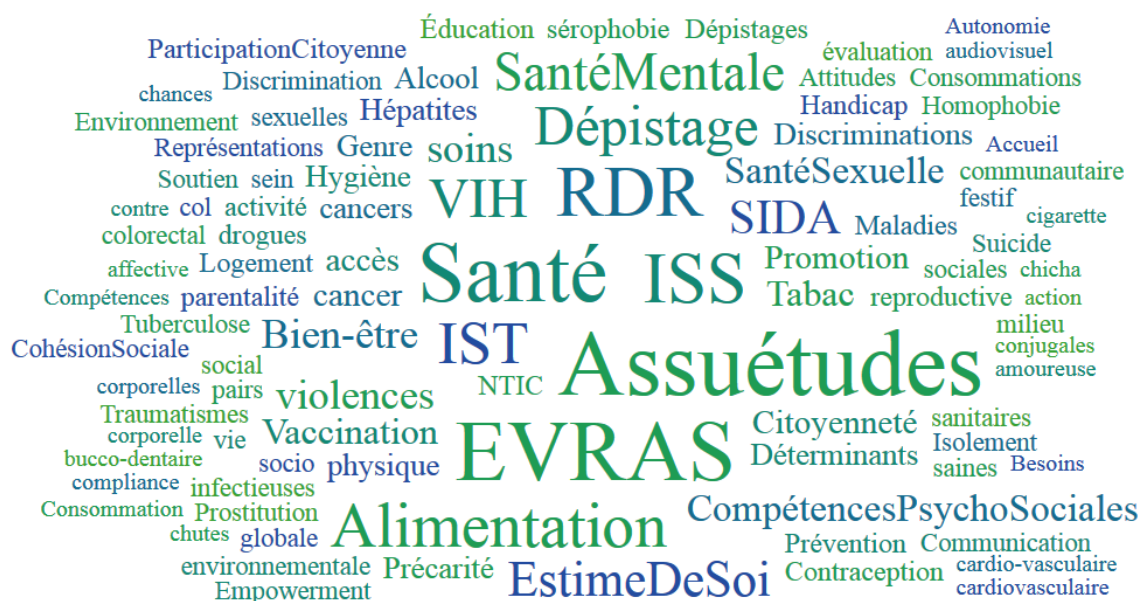 Éducation sérophobie Dépistages Autonomie
ParticipationCitoyenne évaluation audiovisuel
Discrimination Alcool SantéMentale Attitudes Consommations
chances Hépatites Handicap Homophobie
Environnement sexuelles Dépistage Discriminations
Représentations Genre soins Accueil
Soutien sein Hygiène VIH RDR SantéSexuelle communautaire
contre col activité cancers SIDA Maladies festif cigarette
colorectal drogues Suicide
affective Logement accès Santé ISS Promotion sociales chicha
Compétences parentalité cancer Tabac reproductive action
Tuberculose Bien-être IST milieu
CohésionSociale social conjugales
corporelles pairs violences NTIC Assuétudes amoureuse
Traumatismes Citoyenneté sanitaires
corporelle vie Vaccination EVRAS Isolement
bucco-dentaire socio physique Déterminants saines Besoins
compliance infectieuses
Consommation Prostitution Alimentation CompétencesPsychoSociales
chutes globale Prévention Communication
environnementale Précarité EstimeDeSoi Contraception cardio-vasculaire
Empowerment cardiovasculaire